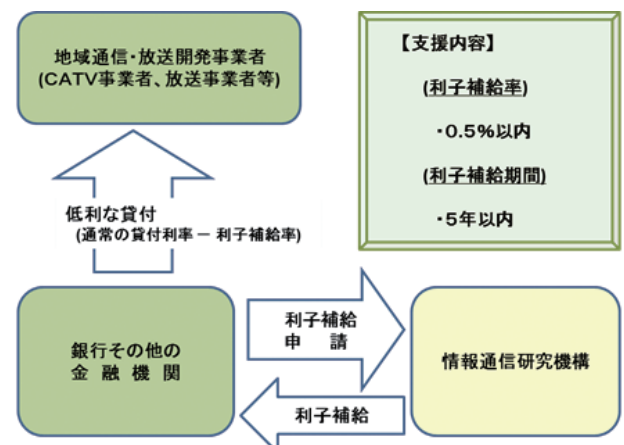 地域通信・放送開発事業者
(CATV事業者、放送事業者等)
【支援内容】
(利子補給率)
・0.5%以内
(利子補給期間)
・5年以内
低利な貸付
(通常の貸付利率－利子補給率)
銀行その他の
金融機関
利子補給
申　請
情報通信研究機構
利子補給